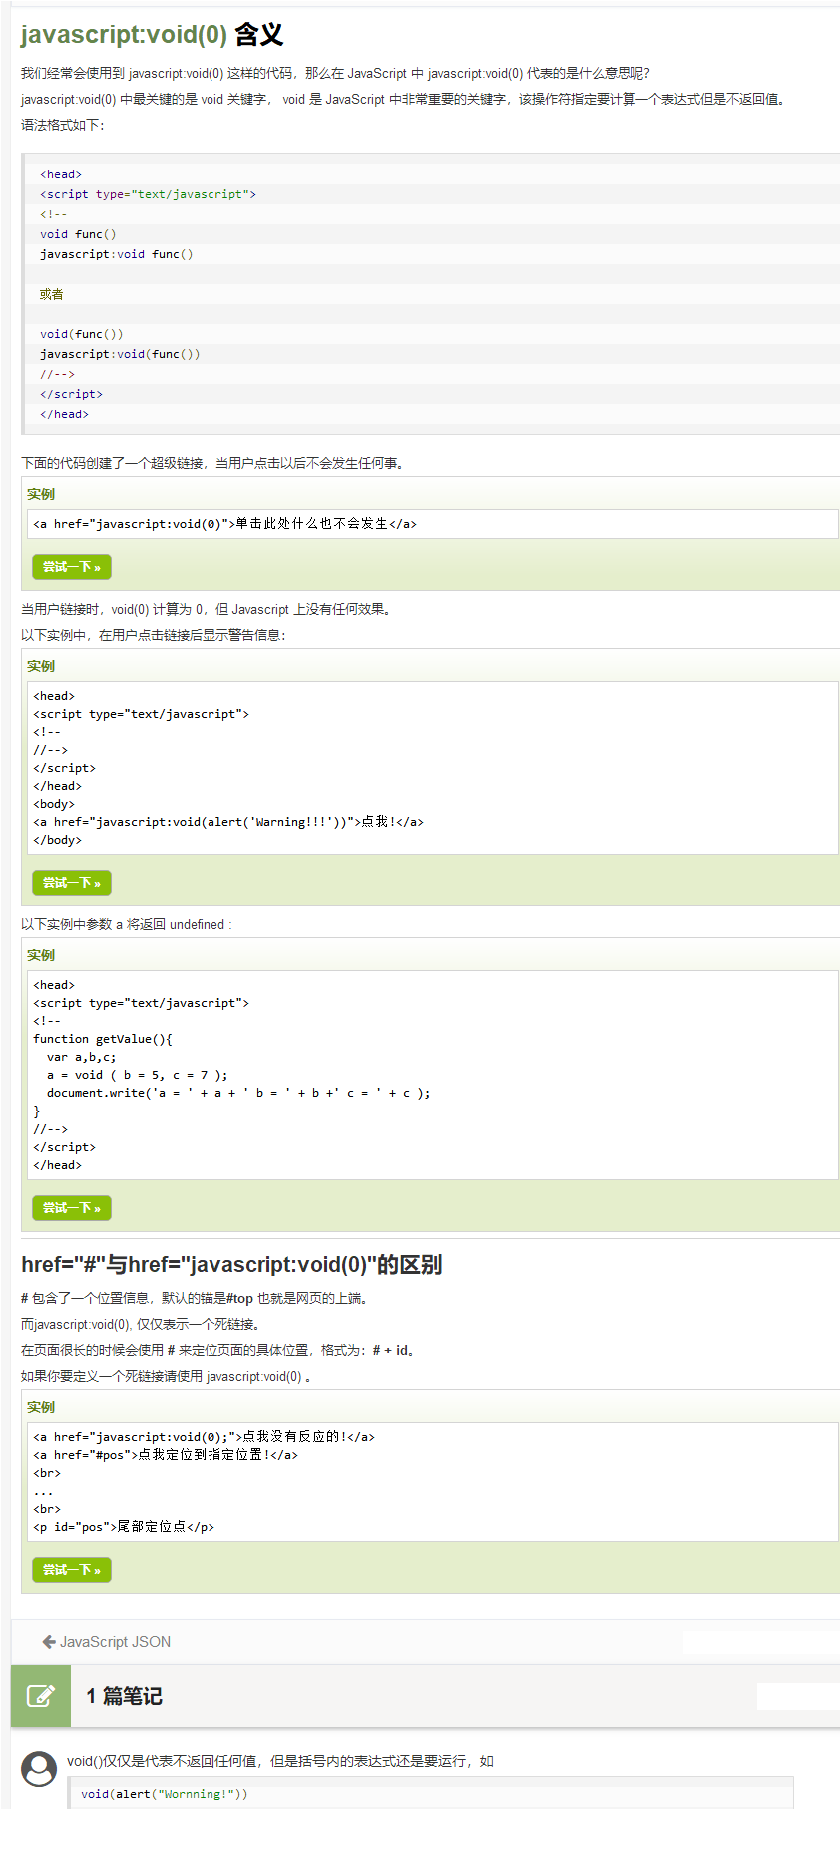 javascript:void(0) 含义
我们经常会使用到 javascript:void(0) 这样的代码，那么在 JavaScript 中 javascript:void(0) 代表的是什么意思呢?
javascript:void(0) 中最关键的是 void 关键字， void 是 JavaScript 中非常重要的关键字，该操作符指定要计算一个表达式但是不返回值。
语法格式如下：
<head>
<script type="text/javascript">
<!--
void func()
javascript:void func()
或者
void(func())
javascript:void(func())
//-->
</script>
</head>
下面的代码创建了一个超级链接，当用户点击以后不会发生任何事。
实例
<a href="javascript:void(0)">单击此处什么也不会发生</a>
尝试一下 »
当用户链接时，void(0) 计算为 0，但 Javascript 上没有任何效果。
以下实例中，在用户点击链接后显示警告信息：
实例
<head>
<script type="text/javascript">
<!--
//-->
</script>
</head>
<body>
<a href="javascript:void(alert('Warning!!!'))">点我!</a>
</body>
尝试一下 »
以下实例中参数 a 将返回 undefined :
实例
<head>
<script type="text/javascript">
<!--
function getValue(){
  var a,b,c;
  a = void ( b = 5, c = 7 );
  document.write('a = ' + a + ' b = ' + b +' c = ' + c );
}
//-->
</script>
</head>
尝试一下 »
href="#"与href="javascript:void(0)"的区别
# 包含了一个位置信息，默认的锚是#top 也就是网页的上端。
而javascript:void(0), 仅仅表示一个死链接。
在页面很长的时候会使用 # 来定位页面的具体位置，格式为：# + id。
如果你要定义一个死链接请使用 javascript:void(0) 。
实例
<a href="javascript:void(0);">点我没有反应的!</a>
<a href="#pos">点我定位到指定位置!</a>
<br>
...
<br>
<p id="pos">尾部定位点</p>
尝试一下 »
JavaScript JSON
1 篇笔记
void()仅仅是代表不返回任何值，但是括号内的表达式还是要运行，如
void(alert("Wornning!"))